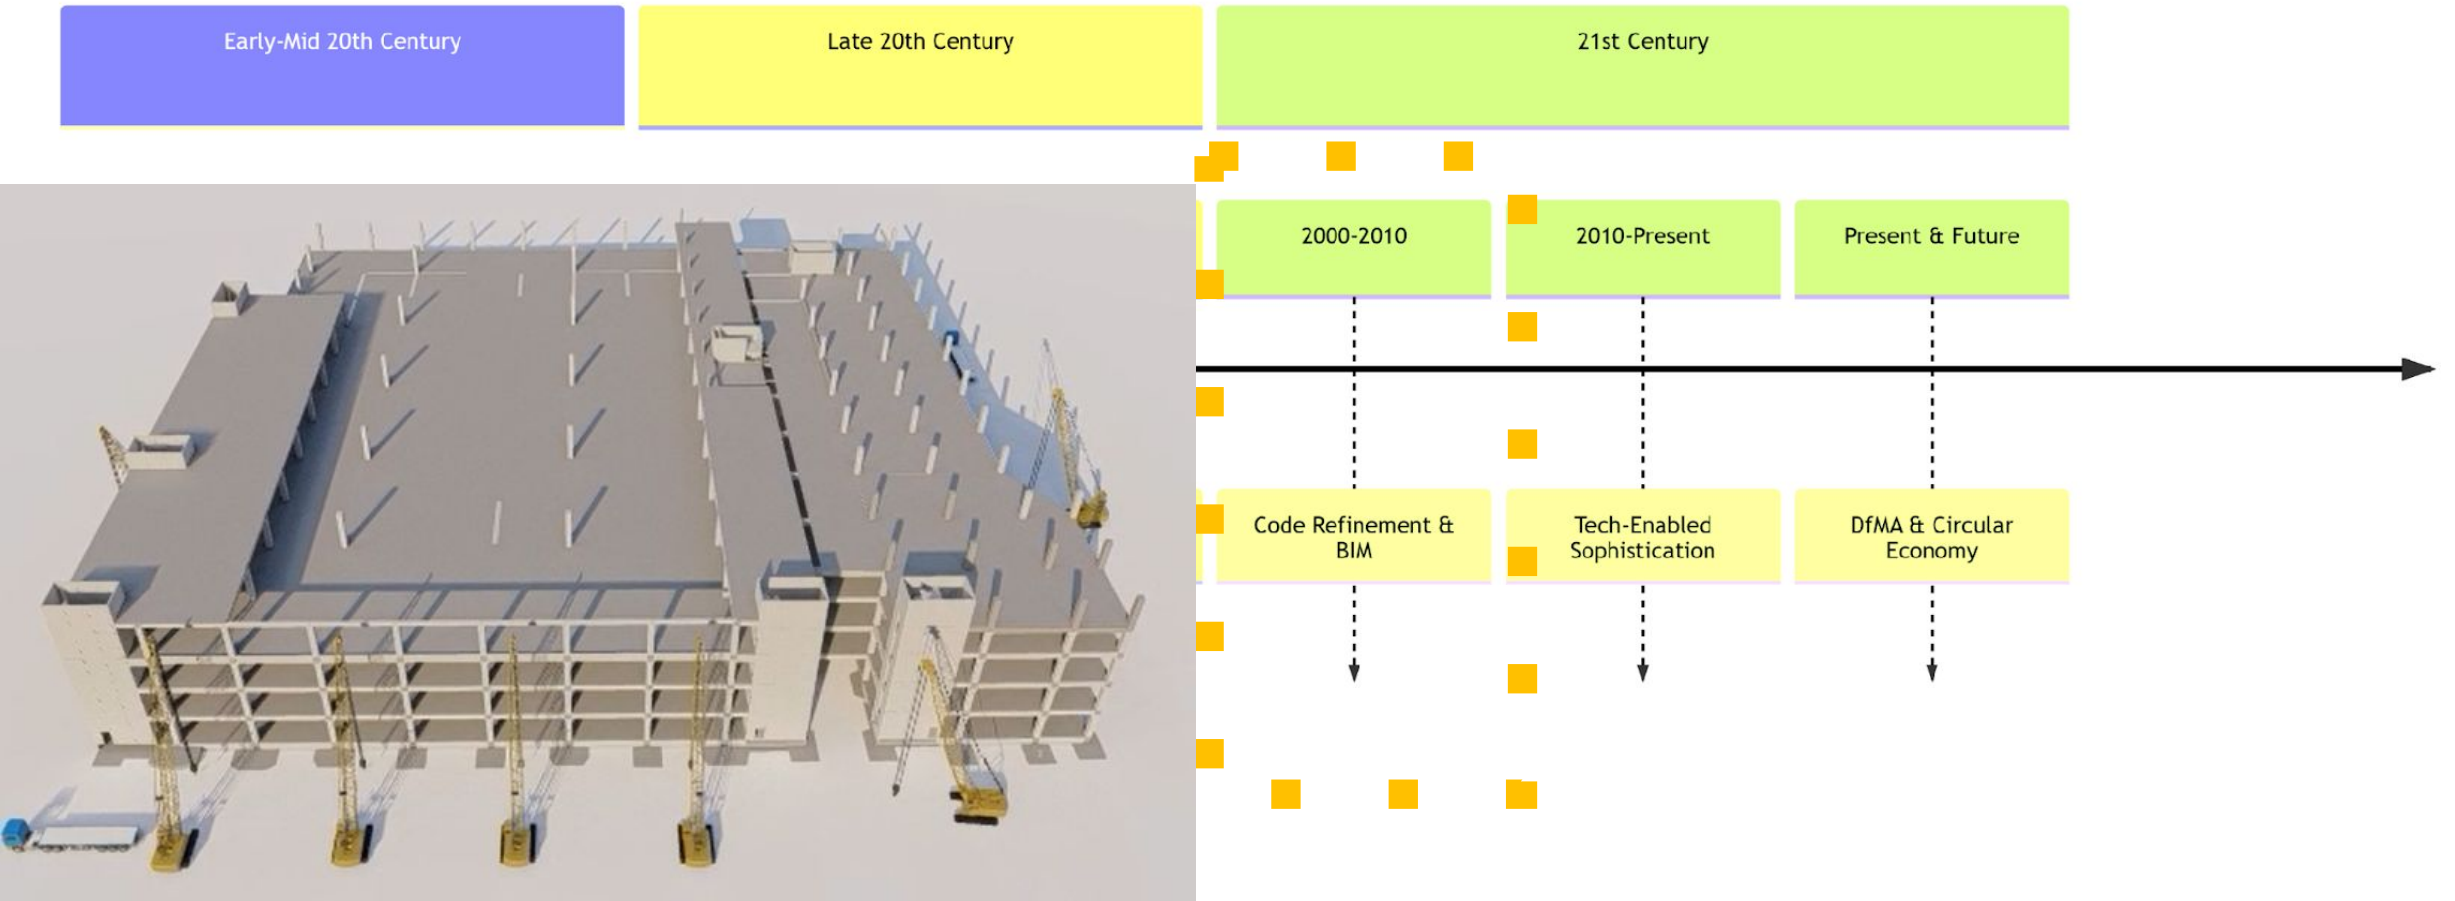 Early-Mid 20th Century
Late 20th Century
21st Century
2000-2010
2010-Present
Present & Future
Code Refinement &
BIM
Tech-Enabled
Sophistication
DfMA & Circular
Economy